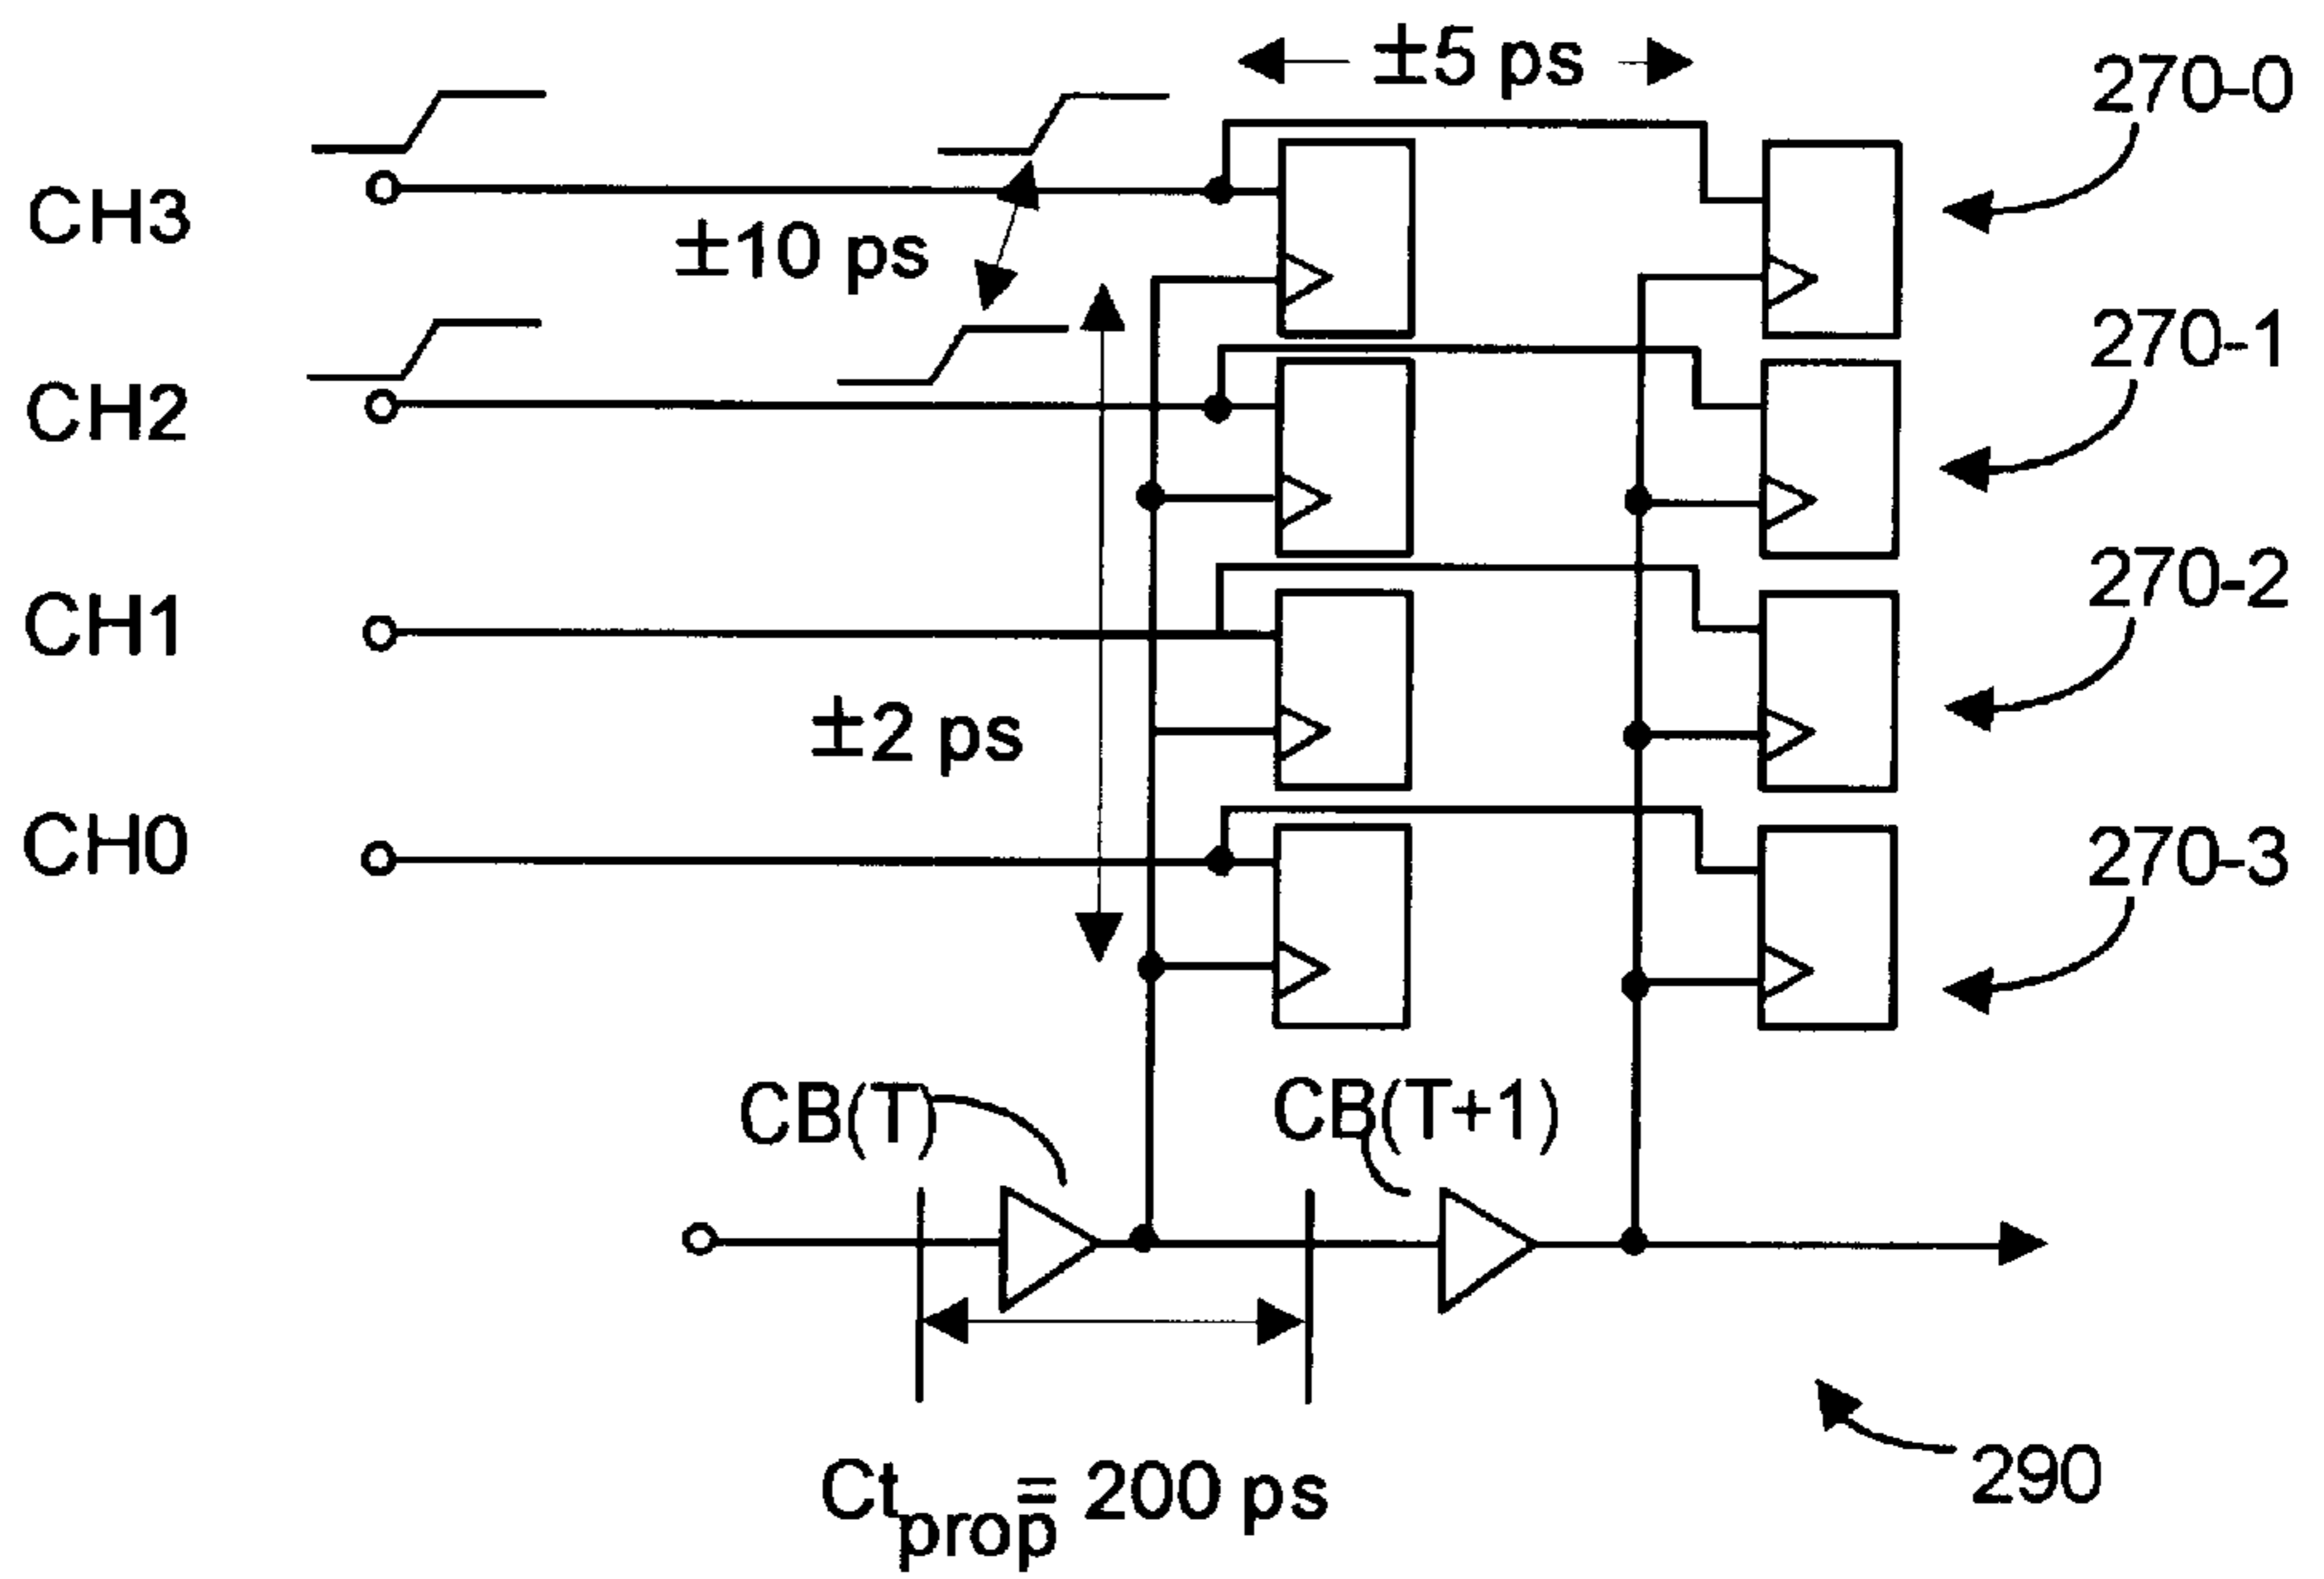 ±5 ps
270-0
CH3
±10 ps
270-1
CH2
270-2
CH1
±2 ps
270-3
CH0
CB(T)
CB(T+1)
Ctprop= 200 ps
290